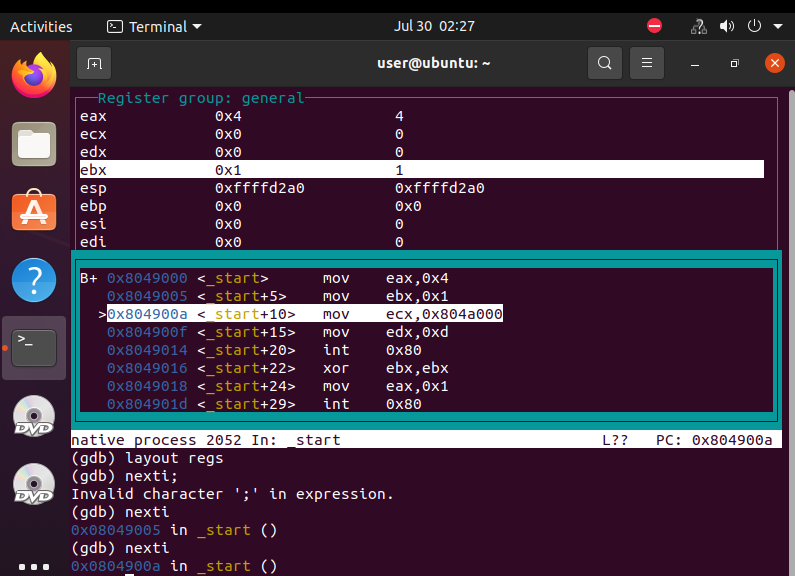 Activities Terminal Jul 30 02:27
user@ubuntu: ~
Register group: general
eax 0x4 4
ecx 0x0 0
edx 0x0 0
ebx 0x1 1
esp 0xffffd2a0 0xffffd2a0
ebp 0x0 0x0
esi 0x0 0
edi 0x0 0
B+ 0x8049000 <_start> mov eax,0x4
0x8049005 <_start+5> mov ebx,0x1
>0x804900a <_start+10> mov ecx,0x804a000
0x804900f <_start+15> mov edx,0xd
0x8049014 <_start+20> int 0x80
0x8049016 <_start+22> xor ebx,ebx
0x8049018 <_start+24> mov eax,0x1
0x804901d <_start+29> int 0x80
native process 2052 In: _start L?? PC: 0x804900a
(gdb) layout regs
(gdb) nexti;
Invalid character ';' in expression.
(gdb) nexti
0x08049005 in _start ()
(gdb) nexti
0x0804900a in _start ()
>_
DVD
DVD